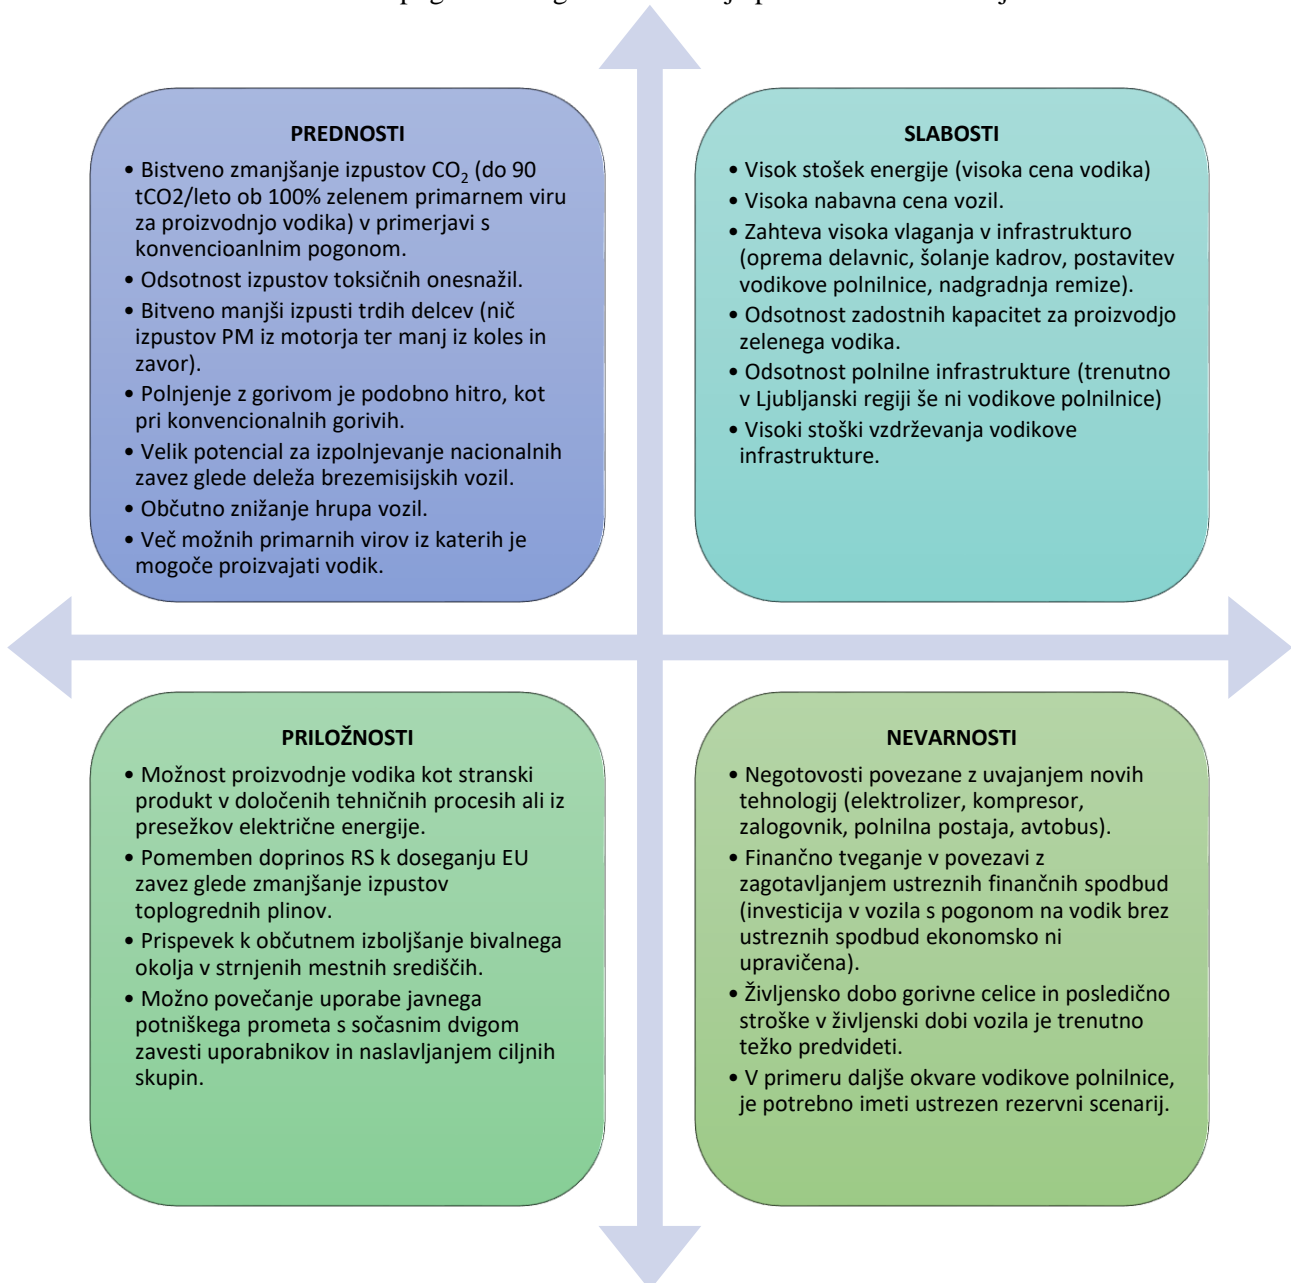 PREDNOSTI
• Bistveno zmanjšanje izpustov CO2 (do 90
tCO2/leto ob 100% zelenem primarnem viru
za proizvodnjo vodika) v primerjavi s
konvencioanlnim pogonom.
• Odsotnost izpustov toksičnih onesnažil.
• Bitveno manjši izpusti trdih delcev (nič
izpustov PM iz motorja ter manj iz koles in
zavor).
• Polnjenje z gorivom je podobno hitro, kot
pri konvencionalnih gorivih.
• Velik potencial za izpolnjevanje nacionalnih
zavez glede deleža brezemisijskih vozil.
• Občutno znižanje hrupa vozil.
• Več možnih primarnih virov iz katerih je
mogoče proizvajati vodik.
SLABOSTI
• Visok stošek energije (visoka cena vodika)
• Visoka nabavna cena vozil.
• Zahteva visoka vlaganja v infrastrukturo
(oprema delavnic, šolanje kadrov, postavitev
vodikove polnilnice, nadgradnja remize).
• Odsotnost zadostnih kapacitet za proizvodjo
zelenega vodika.
• Odsotnost polnilne infrastrukture (trenutno
v Ljubljanski regiji še ni vodikove polnilnice)
• Visoki stoški vzdrževanja vodikove
infrastrukture.
PRILOŽNOSTI
• Možnost proizvodnje vodika kot stranski
produkt v določenih tehničnih procesih ali iz
presežkov električne energije.
• Pomemben doprinos RS k doseganju EU
zavez glede zmanjšanje izpustov
toplogrednih plinov.
• Prispevek k občutnem izboljšanje bivalnega
okolja v strnjenih mestnih središčih.
• Možno povečanje uporabe javnega
potniškega prometa s sočasnim dvigom
zavesti uporabnikov in naslavljanjem ciljnih
skupin.
NEVARNOSTI
• Negotovosti povezane z uvajanjem novih
tehnologij (elektrolizer, kompresor,
zalogovnik, polnilna postaja, avtobus).
• Finančno tveganje v povezavi z
zagotavljanjem ustreznih finančnih spodbud
(investicija v vozila s pogonom na vodik brez
ustreznih spodbud ekonomsko ni
upravičena).
• Življensko dobo gorivne celice in posledično
stroške v življenski dobi vozila je trenutno
težko predvideti.
• V primeru daljše okvare vodikove polnilnice,
je potrebno imeti ustrezen rezervni scenarij.